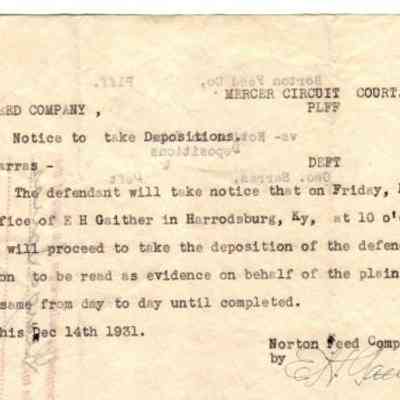 MERCER CIRCUIT COURT.
EED COMPANY , PLFF
Notice to take Depositions.
arras - DEFT
The defendant will take notice that on Friday,
ffice of E H Gaither in Harrodsburg, Ky, at 10 o'c
will proceed to take the deposition of the defen
on to be read as evidence on behalf of the plain
same from day to day until completed.
his Dec 14th 1931.
Norton Feed Comp
by